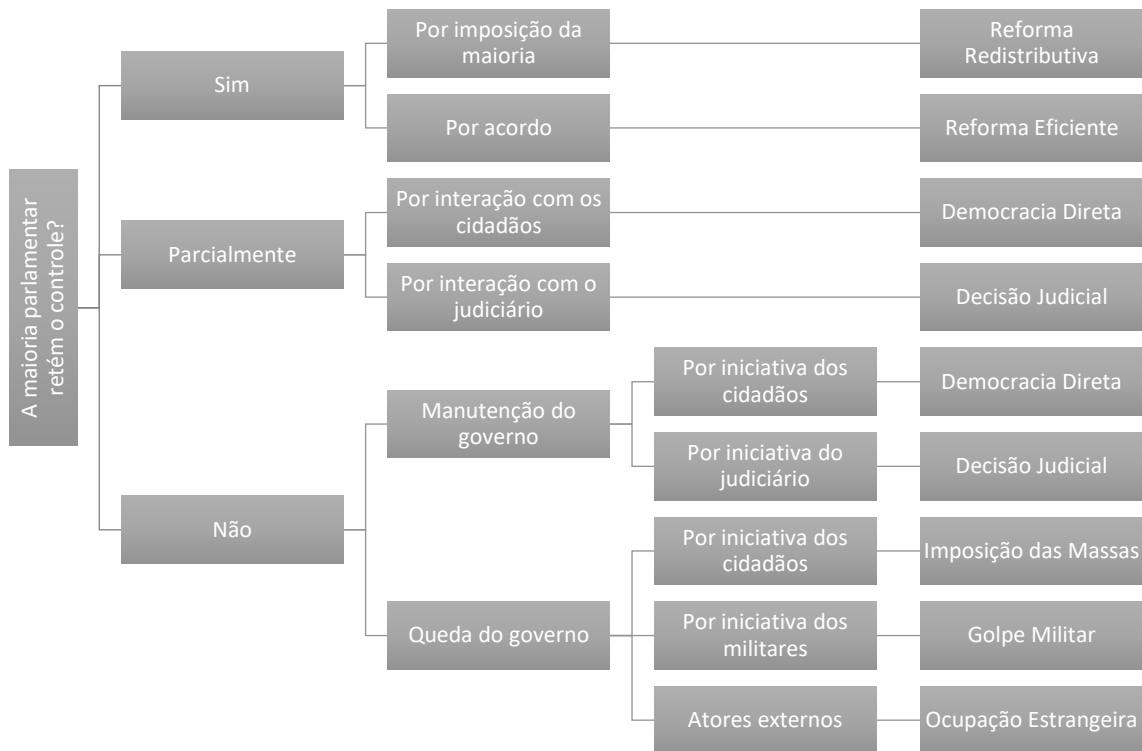 A maioria parlamentar
retém o controle?
Sim
Por imposição da
maioria
Reforma
Redistributiva
Por acordo
Reforma Eficiente
Parcialmente
Por interação com os
cidadãos
Democracia Direta
Por interação com o
judiciário
Decisão Judicial
Não
Manutenção do
governo
Por iniciativa dos
cidadãos
Democracia Direta
Por iniciativa do
judiciário
Decisão Judicial
Queda do governo
Por iniciativa dos
cidadãos
Imposição das Massas
Por iniciativa dos
militares
Golpe Militar
Atores externos
Ocupação Estrangeira